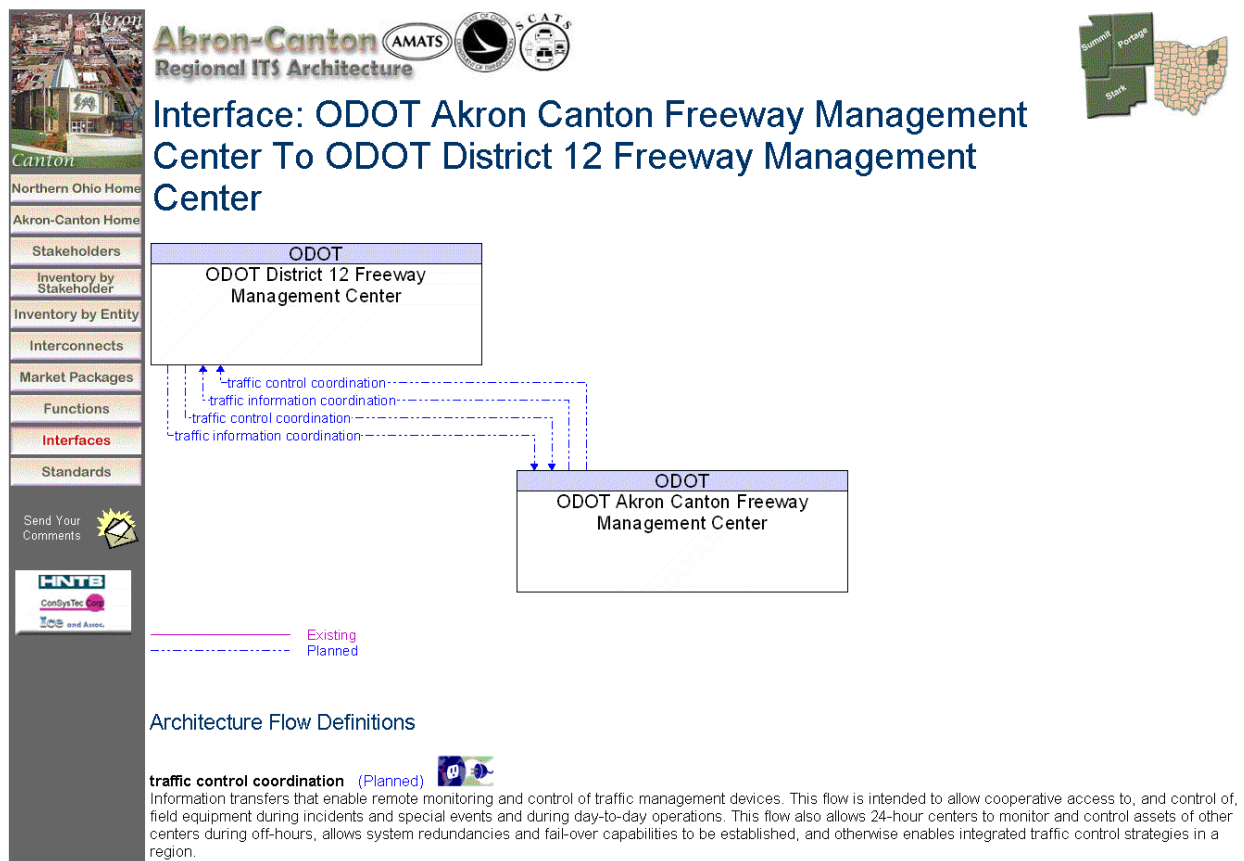 Akron
Canton
Akron-Canton
Regional ITS Architecture
AMATS
STATE OF OHIO
DEPARTMENT OF TRANSPORTATION
SCATS
Summit
Portage
Stark
Interface: ODOT Akron Canton Freeway Management
Center To ODOT District 12 Freeway Management
Center
Northern Ohio Home
Akron-Canton Home
Stakeholders
Inventory by
Stakeholder
Inventory by Entity
Interconnects
Market Packages
Functions
Interfaces
Standards
Send Your
Comments
HNTB
ConSysTec Corp
Ice and Assoc.
ODOT
ODOT District 12 Freeway
Management Center
traffic control coordination
traffic information coordination
traffic control coordination
traffic information coordination
ODOT
ODOT Akron Canton Freeway
Management Center
Existing
Planned
Architecture Flow Definitions
traffic control coordination (Planned)
Information transfers that enable remote monitoring and control of traffic management devices. This flow is intended to allow cooperative access to, and control of,
field equipment during incidents and special events and during day-to-day operations. This flow also allows 24-hour centers to monitor and control assets of other
centers during off-hours, allows system redundancies and fail-over capabilities to be established, and otherwise enables integrated traffic control strategies in a
region.